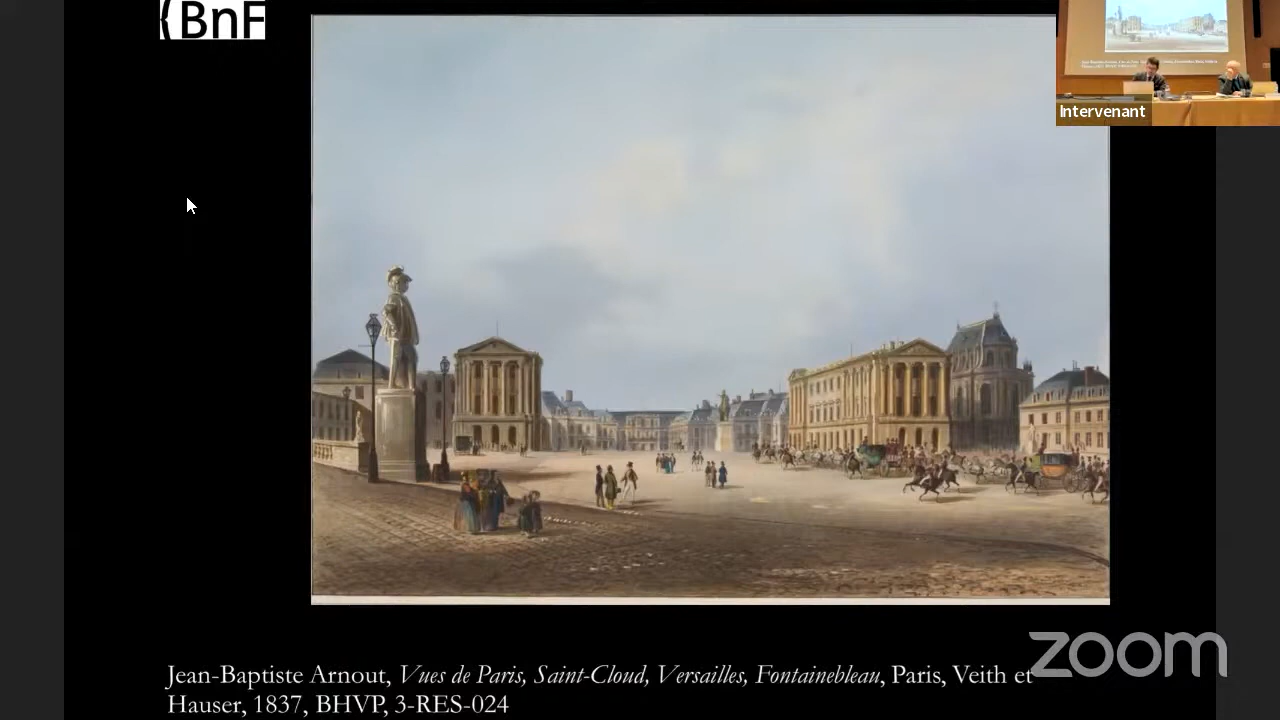 (BnF
Intervenant
zoom
Jean-Baptiste Arnout, Vues de Paris, Saint-Cloud, Versailles, Fontainebleau, Paris, Veith et
Hauser, 1837, BHVP, 3-RES-024